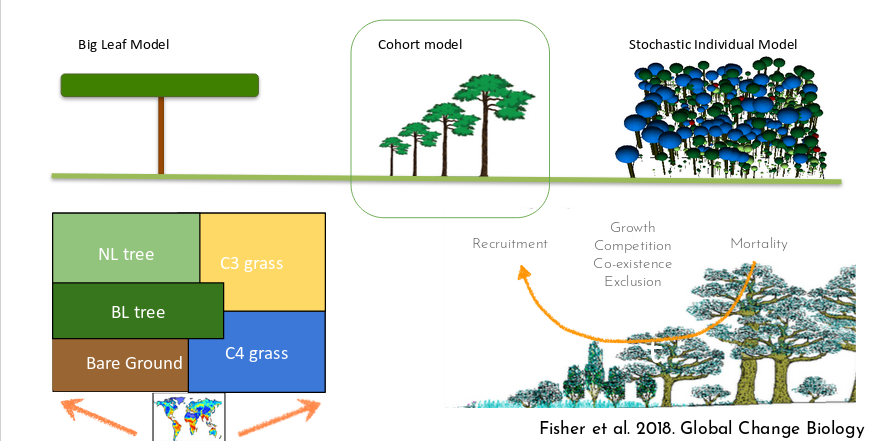 Big Leaf Model
Cohort model
Stochastic Individual Model
NL tree
C3 grass
BL tree
Bare Ground
C4 grass
Recruitment
Growth
Competition
Co-existence
Exclusion
Mortality
Fisher et al. 2018. Global Change Biology